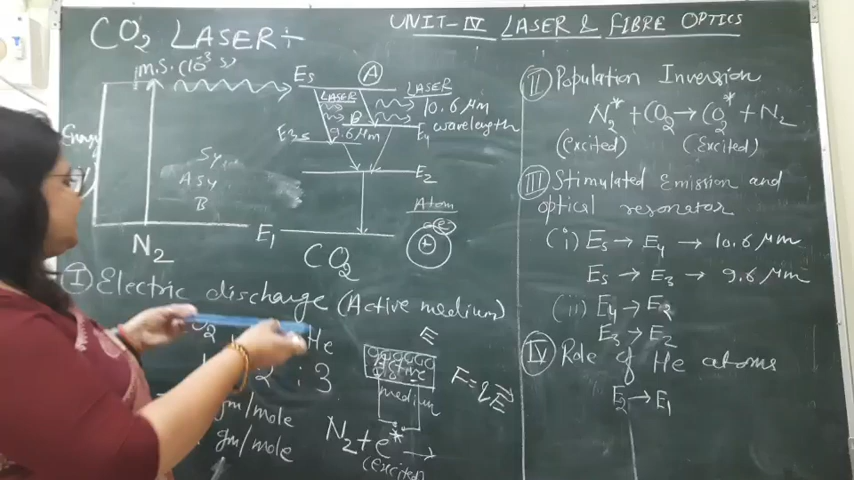 UNIT-IV LASER & FIBRE OPTICS
CO2 LASER÷
m.s.(10⁻³ s)
E5
A
LASER
LASER
10.6 μm
wavelength
B
9.6 μm
E3
E4
E2
Energy
Sy
Asy
B
Atom
e
+
E1
N2
CO2
(I) Electric discharge (Active medium)
He
2 : 3
gm/mole
gm/mole
E
Active
medium
F=qE
N2+e*→
(excited)
(II) Population Inversion
N2*+CO2→CO2*+N2
(excited) (Excited)
(III) Stimulated Emission and
optical resonator
(i) E5→E4→10.6 μm
E5→E3→9.6 μm
(ii) E4→E2
E3→E2
(IV) Role of He atoms
E2→E1